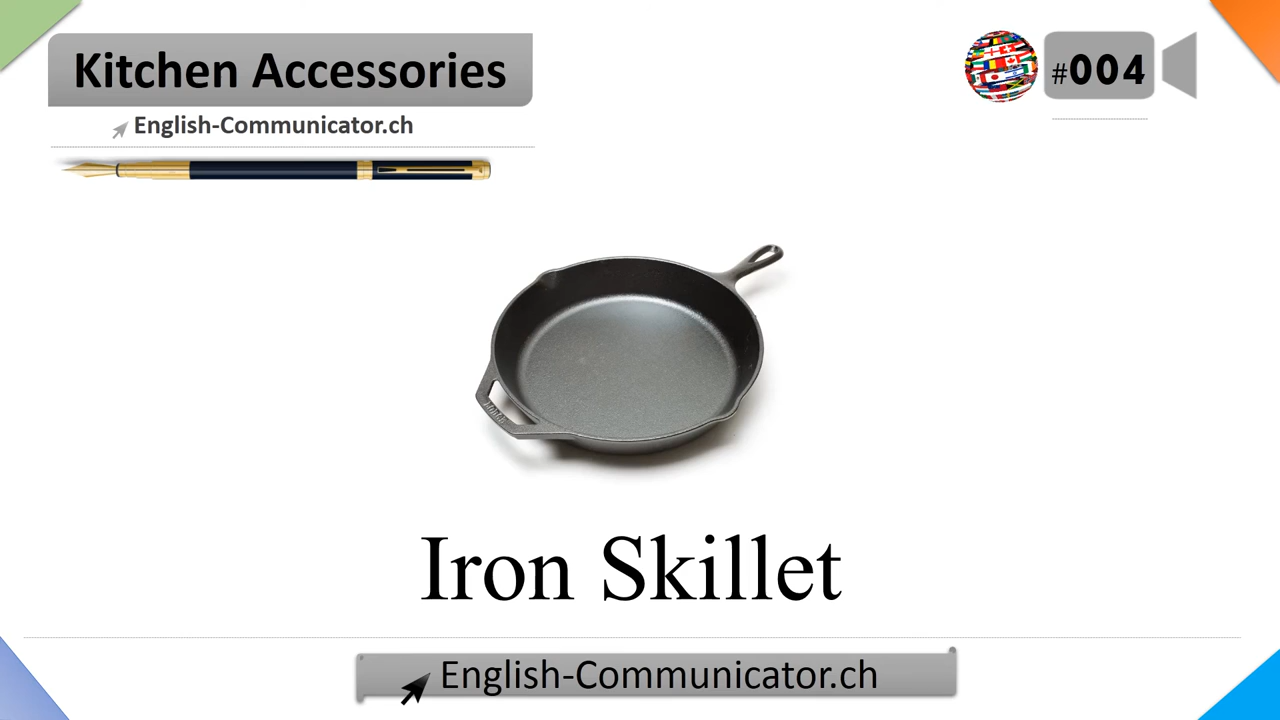 Kitchen Accessories
English-Communicator.ch
#004
Iron Skillet
English-Communicator.ch